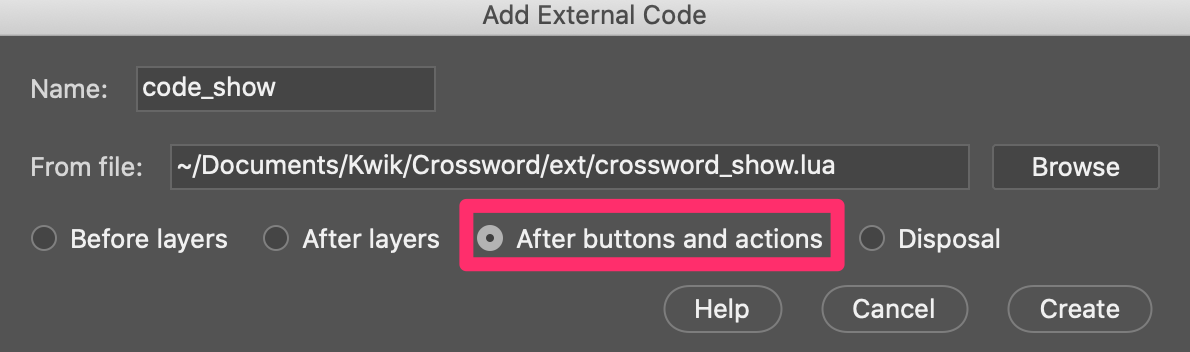 Add External Code
Name: code_show
From file: ~/Documents/Kwik/Crossword/ext/crossword_show.lua Browse
Before layers After layers After buttons and actions Disposal
Help Cancel Create